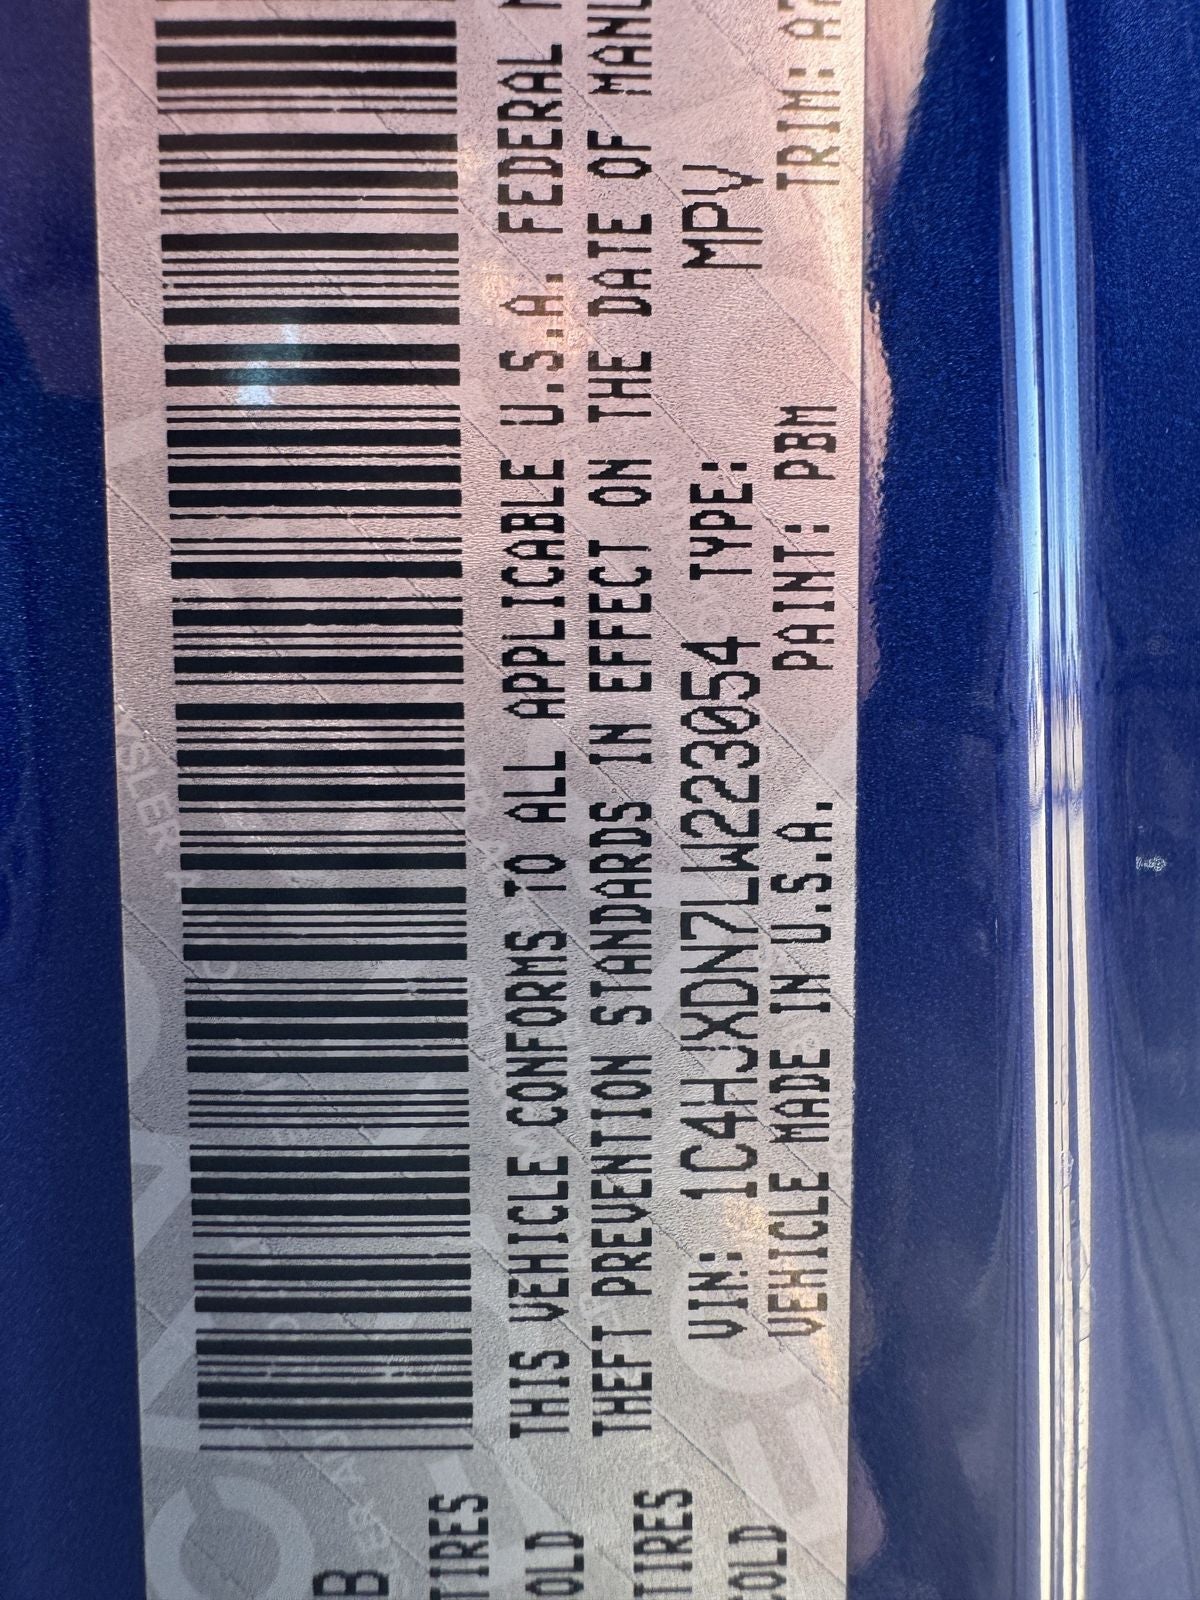 THIS VEHICLE CONFORMS TO ALL APPLICABLE U.S.A. FEDERAL
THEFT PREVENTION STANDARDS IN EFFECT ON THE DATE OF
VIN: 1C4HJXDN7LW223054 TYPE: MPV
VEHICLE MADE IN U.S.A. PAINT: PBM TRIM:
B
TIRES
OLD
TIRES
COLD